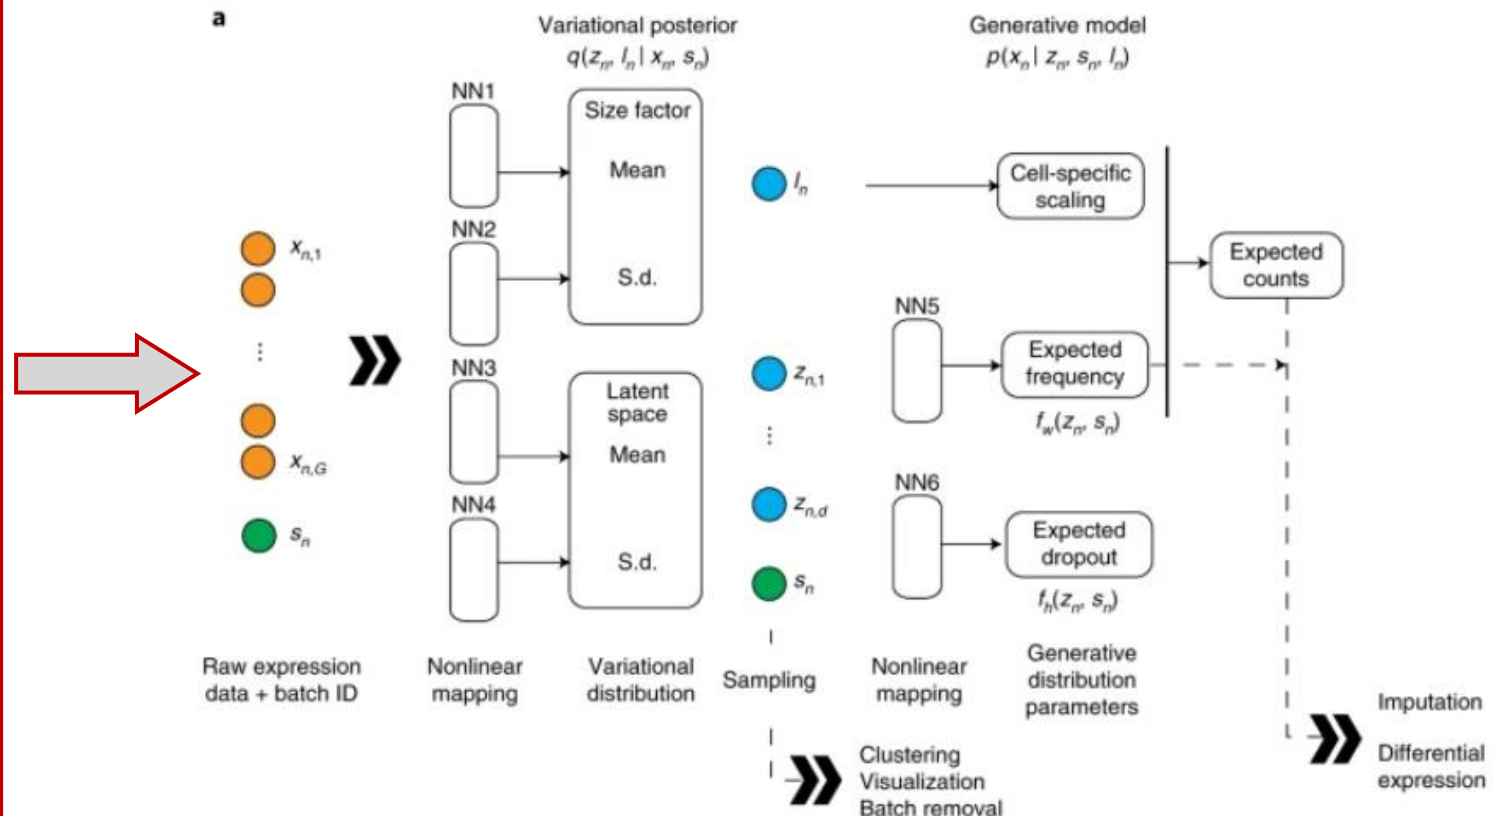 a
Variational posterior
q(zn, ln | xn, sn)
Generative model
p(xn | zn, sn, ln)
NN1
Size factor
Mean
NN2
S.d.
NN3
Latent
space
Mean
NN4
S.d.
xn,1
⋮
xn,G
sn
ln
zn,1
⋮
zn,d
sn
Cell-specific
scaling
Expected
counts
NN5
Expected
frequency
fw(zn, sn)
NN6
Expected
dropout
fh(zn, sn)
Raw expression
data + batch ID
Nonlinear
mapping
Variational
distribution
Sampling
Nonlinear
mapping
Generative
distribution
parameters
Clustering
Visualization
Batch removal
Imputation
Differential
expression